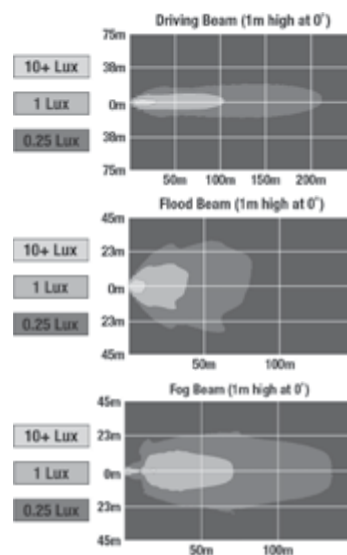 Driving Beam (1m high at 0°)
75m
38m
0m
38m
75m
10+ Lux
1 Lux
0.25 Lux
50m 100m 150m 200m
Flood Beam (1m high at 0°)
45m
23m
0m
23m
45m
10+ Lux
1 Lux
0.25 Lux
50m 100m
Fog Beam (1m high at 0°)
45m
23m
0m
23m
45m
10+ Lux
1 Lux
0.25 Lux
50m 100m